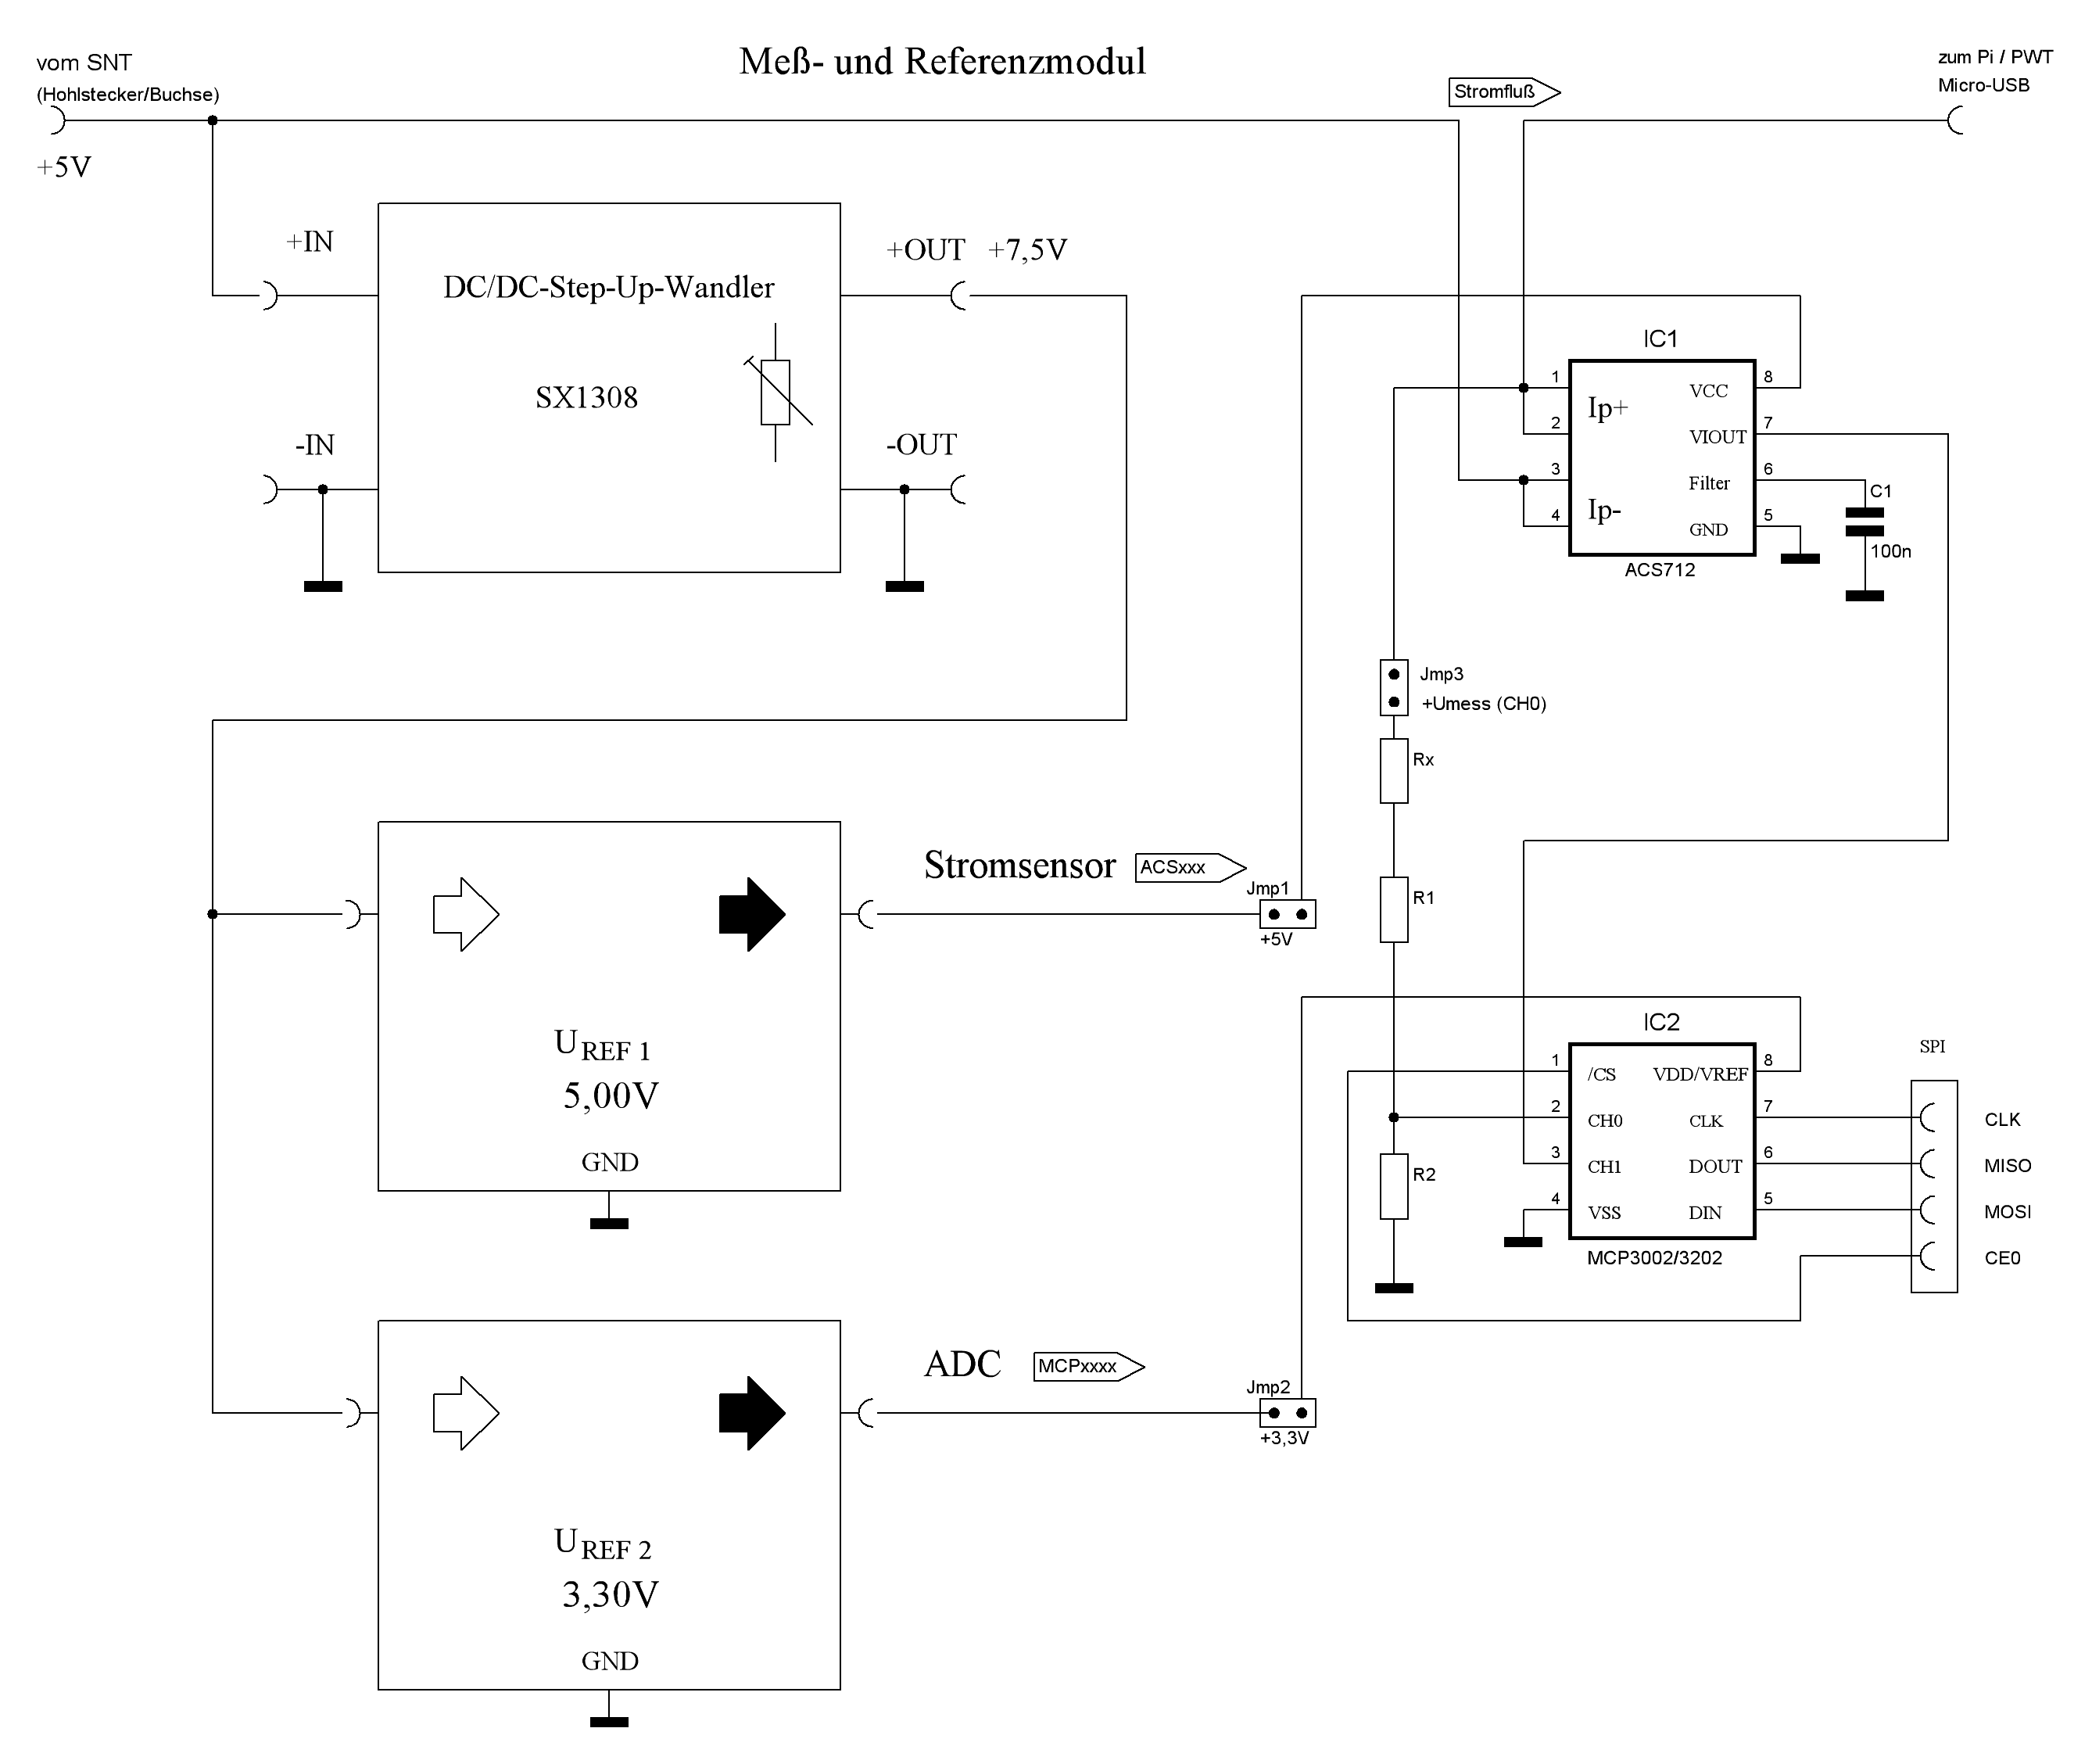 Meß- und Referenzmodul
vom SNT
(Hohlstecker/Buchse)
+5V
Stromfluß
zum Pi / PWT
Micro-USB
+IN
-IN
DC/DC-Step-Up-Wandler
SX1308
+OUT +7,5V
-OUT
IC1
1
2
3
4
Ip+
Ip-
VCC
VIOUT
Filter
GND
8
7
6
5
ACS712
C1
100n
Jmp3
+Umess (CH0)
Rx
R1
R2
Stromsensor
ACSxxx
Jmp1
+5V
U REF 1
5,00V
GND
IC2
1
2
3
4
/CS
CH0
CH1
VSS
VDD/VREF
CLK
DOUT
DIN
8
7
6
5
MCP3002/3202
SPI
CLK
MISO
MOSI
CE0
ADC
MCPxxxx
Jmp2
+3,3V
U REF 2
3,30V
GND